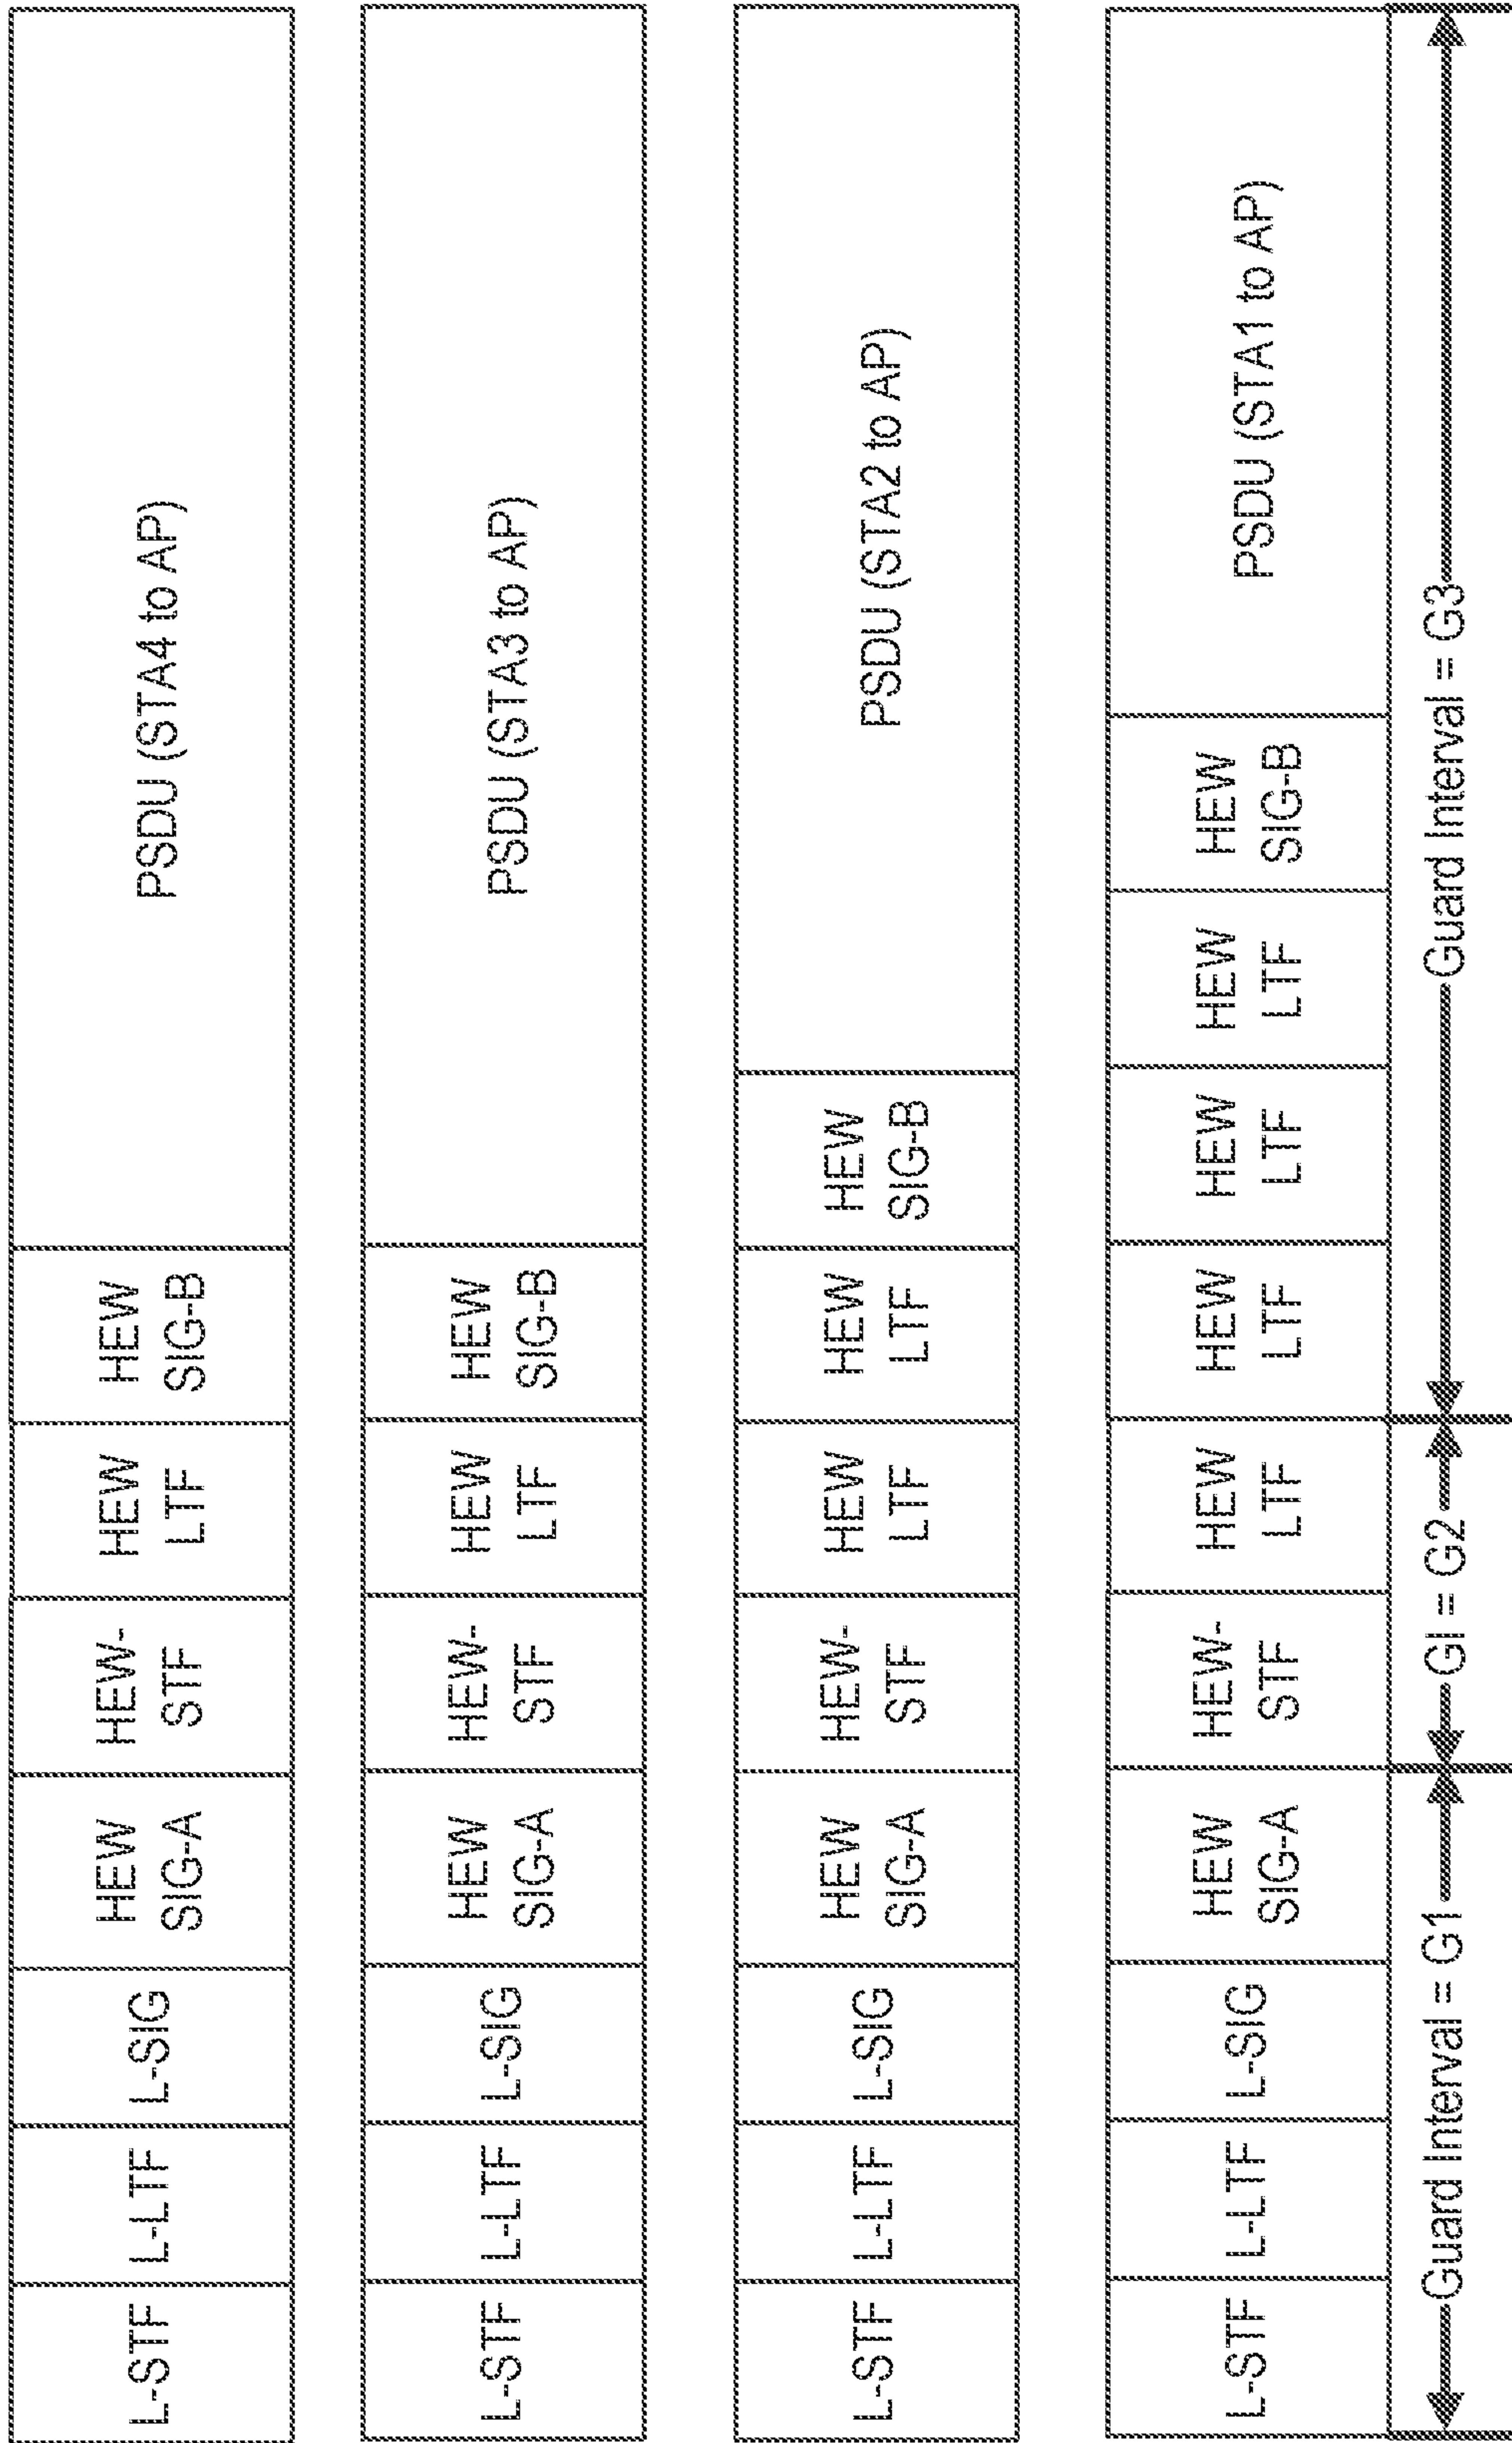 L-STF
L-LTF
L-SIG
HEW
SIG-A
HEW-
STF
HEW
LTF
HEW
SIG-B
PSDU (STA4 to AP)
L-STF
L-LTF
L-SIG
HEW
SIG-A
HEW-
STF
HEW
LTF
HEW
SIG-B
PSDU (STA3 to AP)
L-STF
L-LTF
L-SIG
HEW
SIG-A
HEW-
STF
HEW
LTF
HEW
LTF
HEW
SIG-B
PSDU (STA2 to AP)
L-STF
L-LTF
L-SIG
HEW
SIG-A
HEW-
STF
HEW
LTF
HEW
LTF
HEW
LTF
HEW
LTF
HEW
SIG-B
PSDU (STA1 to AP)
Guard Interval = G1
GI = G2
Guard Interval = G3